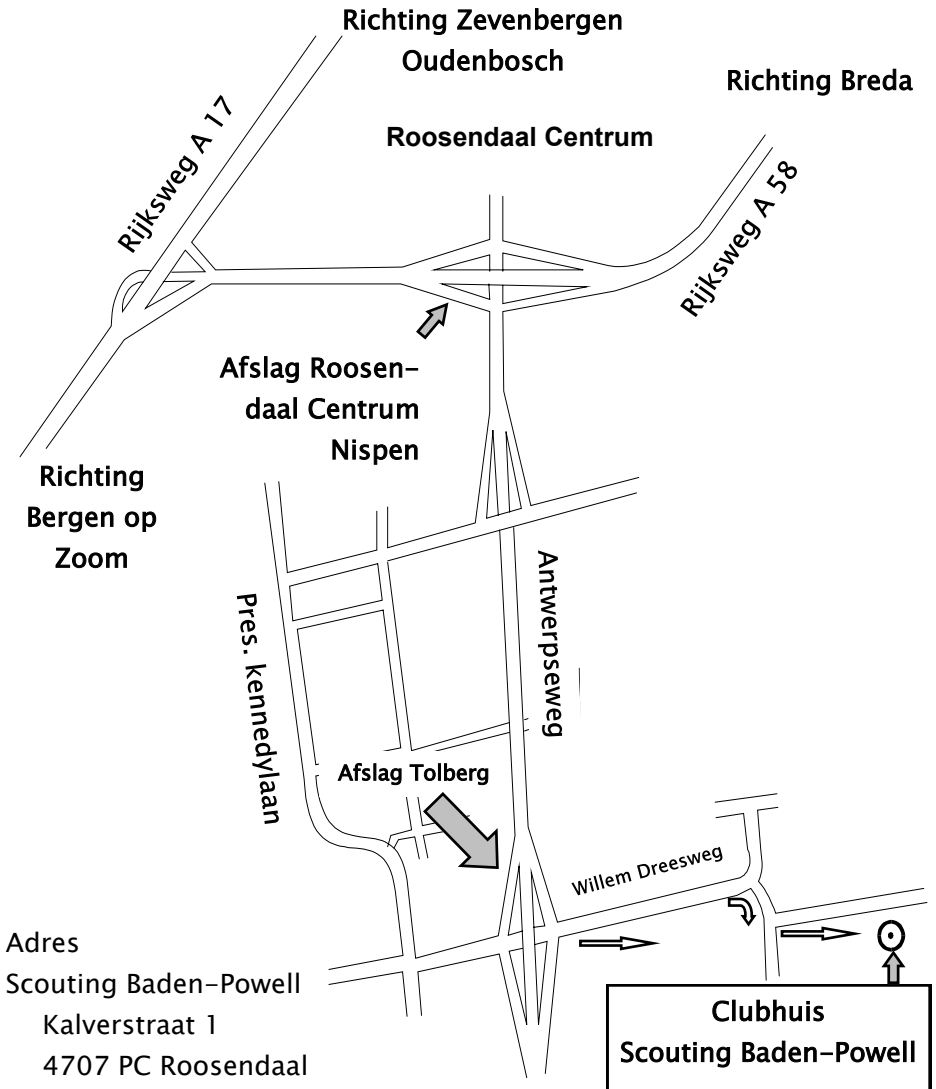 Richting Zevenbergen
Oudenbosch
Richting Breda
Roosendaal Centrum
Rijksweg A 17
Rijksweg A 58
Afslag Roosen-
daal Centrum
Nispen
Richting
Bergen op
Zoom
Antwerpseweg
Pres. kennedylaan
Afslag Tolberg
Willem Dreesweg
Adres
Scouting Baden-Powell
Kalverstraat 1
4707 PC Roosendaal
Clubhuis
Scouting Baden-Powell